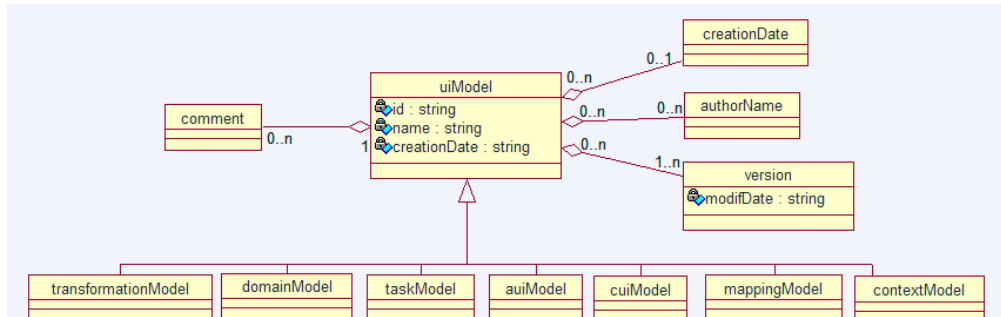 creationDate
0..1
0..n
uiModel
id : string
name : string
creationDate : string
comment
0..n
1
authorName
0..n
0..n
0..n
1..n
version
modifDate : string
transformationModel
domainModel
taskModel
auiModel
cuiModel
mappingModel
contextModel